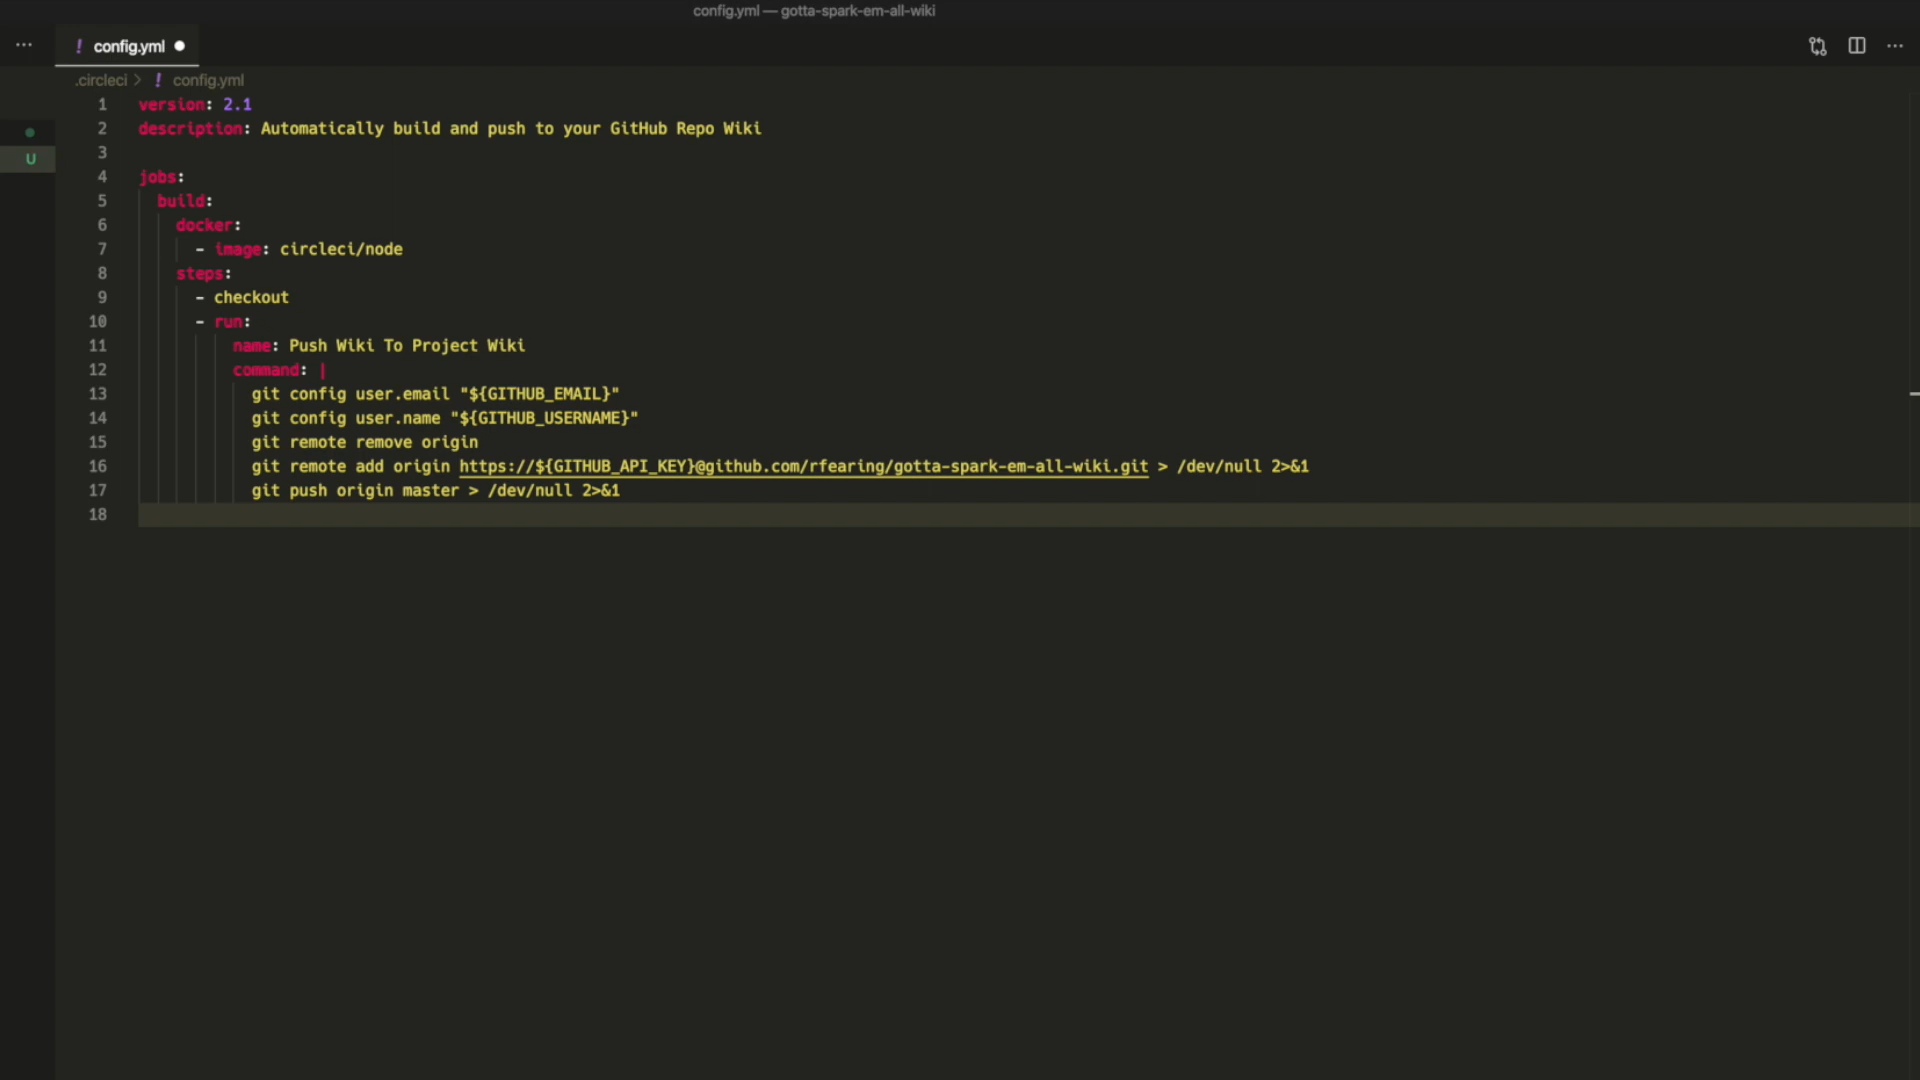 config.yml — gotta-spark-em-all-wiki
··· ! config.yml ● ···
.circleci > ! config.yml
1 version: 2.1
2 description: Automatically build and push to your GitHub Repo Wiki
3
4 jobs:
5 build:
6 docker:
7 - image: circleci/node
8 steps:
9 - checkout
10 - run:
11 name: Push Wiki To Project Wiki
12 command: |
13 git config user.email "${GITHUB_EMAIL}"
14 git config user.name "${GITHUB_USERNAME}"
15 git remote remove origin
16 git remote add origin https://${GITHUB_API_KEY}@github.com/rfearing/gotta-spark-em-all-wiki.git > /dev/null 2>&1
17 git push origin master > /dev/null 2>&1
18
U